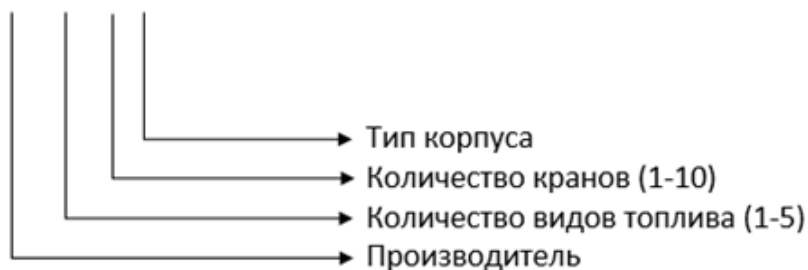 Тип корпуса
Количество кранов (1-10)
Количество видов топлива (1-5)
Производитель